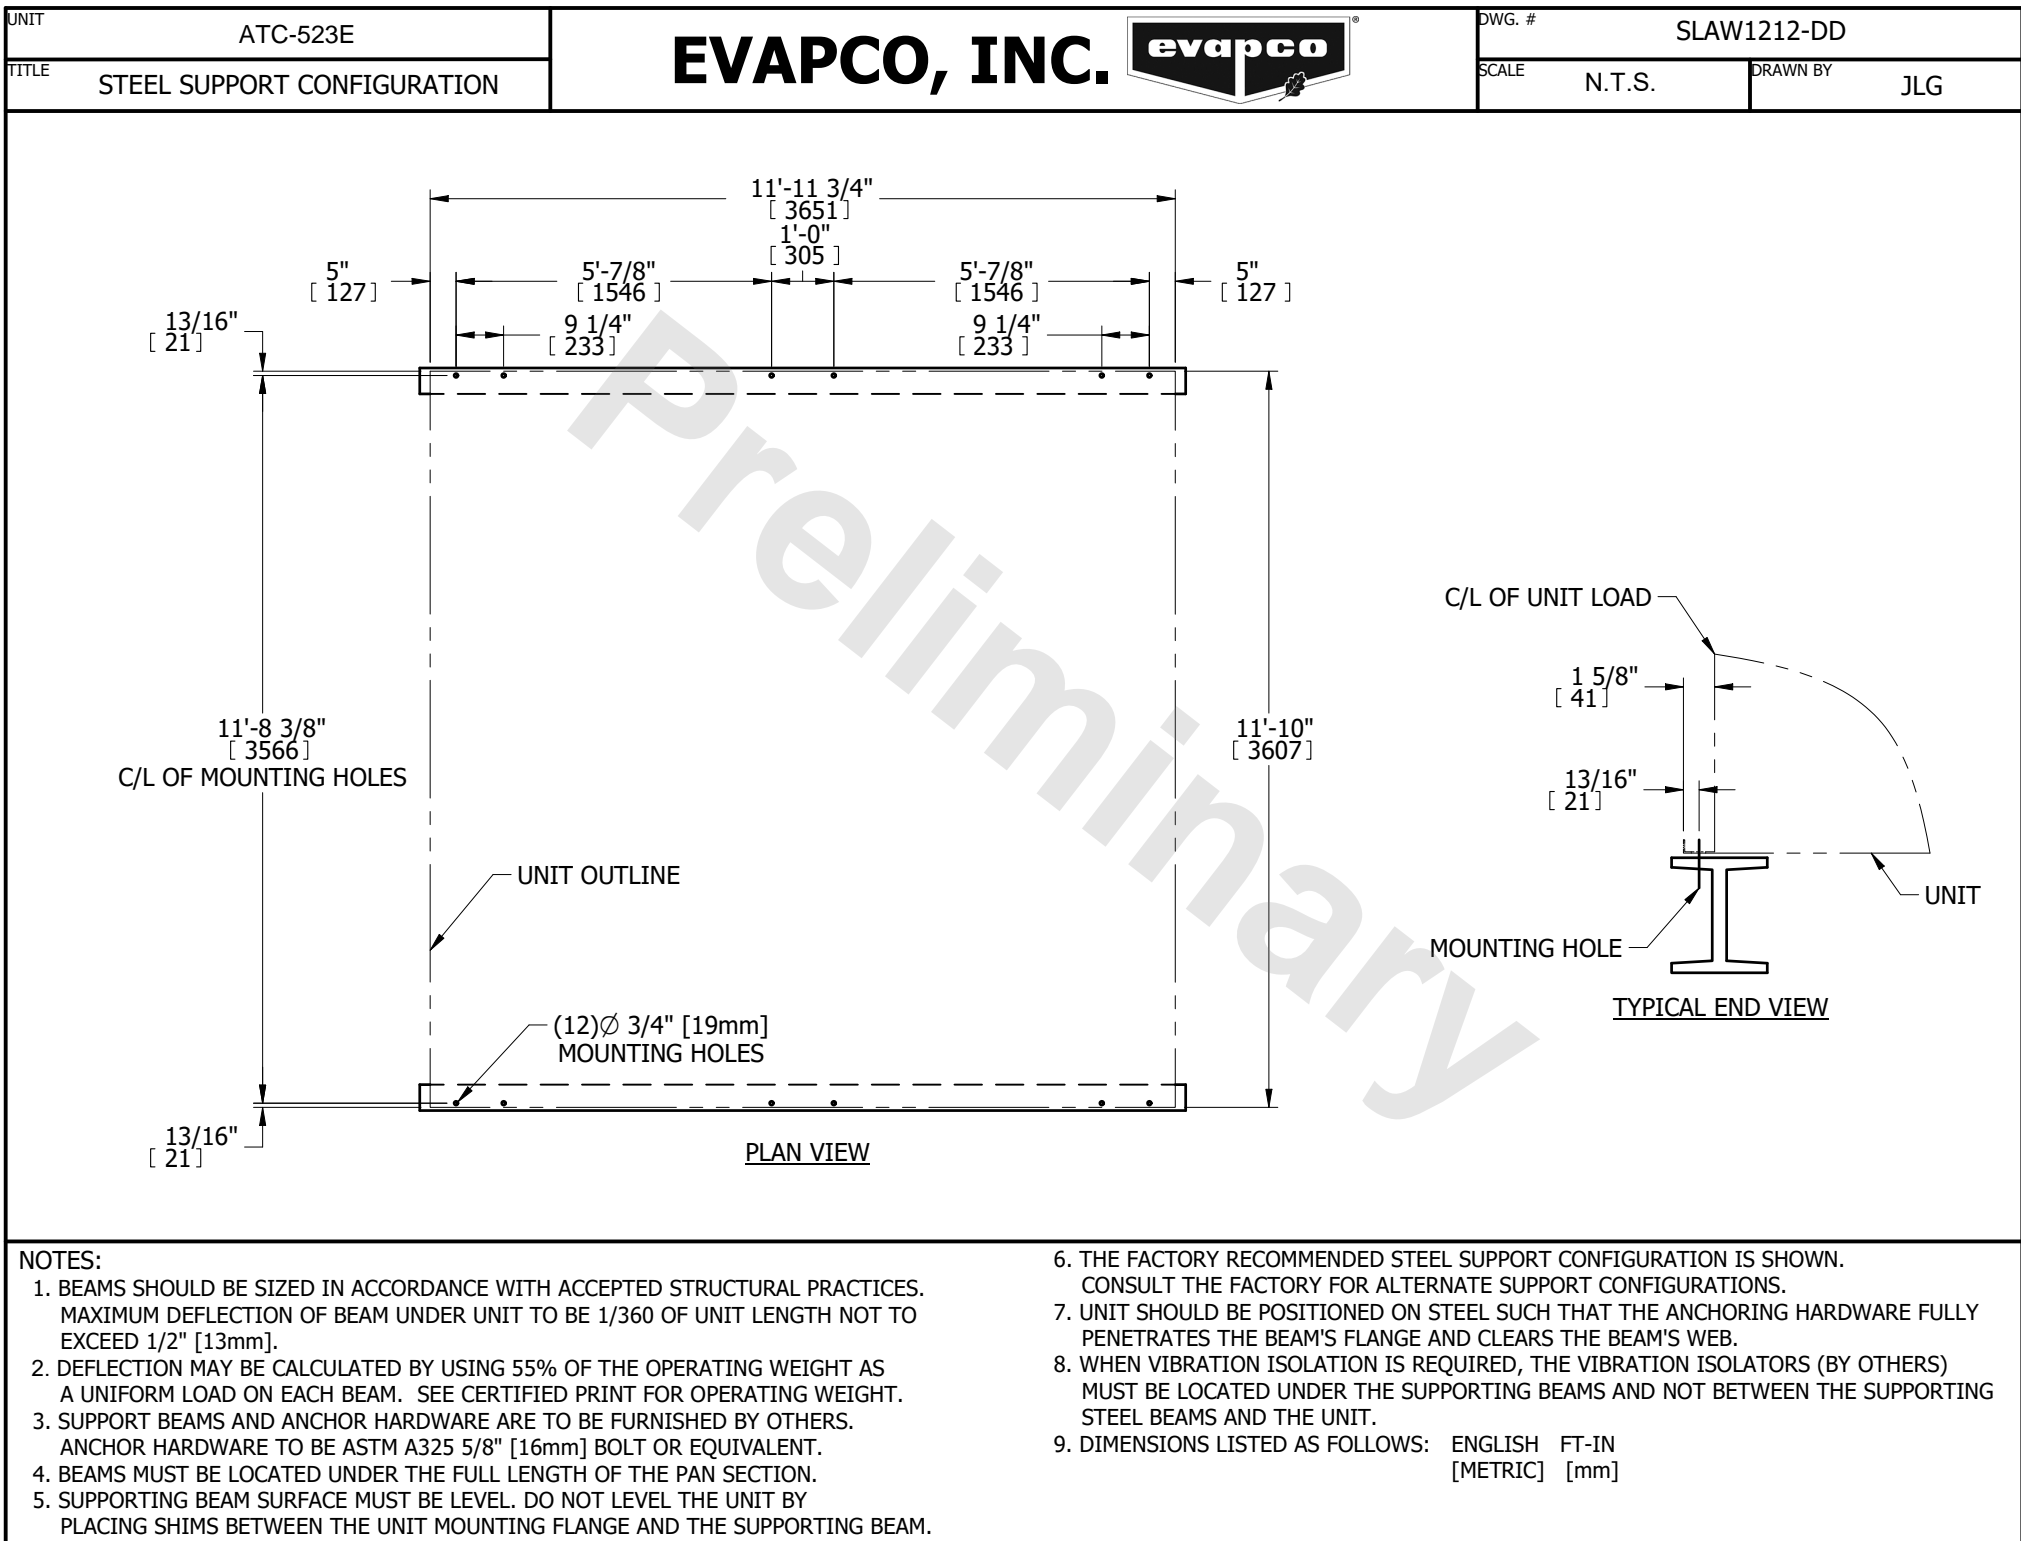 UNIT
ATC-523E
TITLE
STEEL SUPPORT CONFIGURATION
EVAPCO, INC.
evapco
®
DWG. #
SLAW1212-DD
SCALE
N.T.S.
DRAWN BY
JLG
11'-11 3/4"
[ 3651]
1'-0"
[ 305 ]
5"
[ 127]
5'-7/8"
[ 1546 ]
5'-7/8"
[ 1546 ]
5"
[ 127 ]
13/16"
[ 21]
9 1/4"
[ 233]
9 1/4"
[ 233 ]
Preliminary
11'-8 3/8"
[ 3566]
C/L OF MOUNTING HOLES
11'-10"
[ 3607]
UNIT OUTLINE
(12)∅ 3/4" [19mm]
MOUNTING HOLES
13/16"
[ 21]
PLAN VIEW
C/L OF UNIT LOAD
1 5/8"
[ 41]
13/16"
[ 21]
UNIT
MOUNTING HOLE
TYPICAL END VIEW
NOTES:
1. BEAMS SHOULD BE SIZED IN ACCORDANCE WITH ACCEPTED STRUCTURAL PRACTICES.
MAXIMUM DEFLECTION OF BEAM UNDER UNIT TO BE 1/360 OF UNIT LENGTH NOT TO
EXCEED 1/2" [13mm].
2. DEFLECTION MAY BE CALCULATED BY USING 55% OF THE OPERATING WEIGHT AS
A UNIFORM LOAD ON EACH BEAM. SEE CERTIFIED PRINT FOR OPERATING WEIGHT.
3. SUPPORT BEAMS AND ANCHOR HARDWARE ARE TO BE FURNISHED BY OTHERS.
ANCHOR HARDWARE TO BE ASTM A325 5/8" [16mm] BOLT OR EQUIVALENT.
4. BEAMS MUST BE LOCATED UNDER THE FULL LENGTH OF THE PAN SECTION.
5. SUPPORTING BEAM SURFACE MUST BE LEVEL. DO NOT LEVEL THE UNIT BY
PLACING SHIMS BETWEEN THE UNIT MOUNTING FLANGE AND THE SUPPORTING BEAM.
6. THE FACTORY RECOMMENDED STEEL SUPPORT CONFIGURATION IS SHOWN.
CONSULT THE FACTORY FOR ALTERNATE SUPPORT CONFIGURATIONS.
7. UNIT SHOULD BE POSITIONED ON STEEL SUCH THAT THE ANCHORING HARDWARE FULLY
PENETRATES THE BEAM'S FLANGE AND CLEARS THE BEAM'S WEB.
8. WHEN VIBRATION ISOLATION IS REQUIRED, THE VIBRATION ISOLATORS (BY OTHERS)
MUST BE LOCATED UNDER THE SUPPORTING BEAMS AND NOT BETWEEN THE SUPPORTING
STEEL BEAMS AND THE UNIT.
9. DIMENSIONS LISTED AS FOLLOWS: ENGLISH FT-IN
[METRIC] [mm]